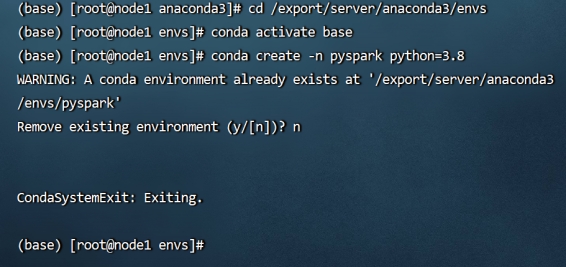 (base) [root@node1 anaconda3]# cd /export/server/anaconda3/envs
(base) [root@node1 envs]# conda activate base
(base) [root@node1 envs]# conda create -n pyspark python=3.8
WARNING: A conda environment already exists at '/export/server/anaconda3
/envs/pyspark'
Remove existing environment (y/[n])? n
CondaSystemExit: Exiting.
(base) [root@node1 envs]#